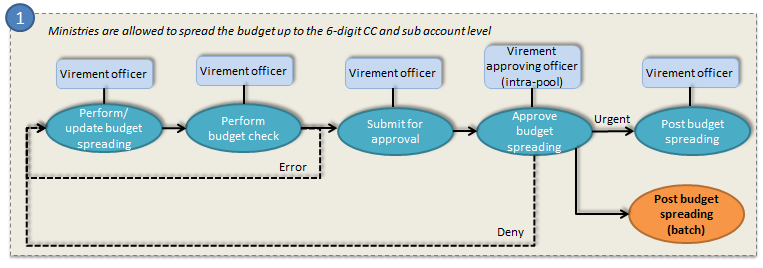 1
Ministries are allowed to spread the budget up to the 6-digit CC and sub account level
Virement officer
Virement officer
Virement officer
Virement
approving officer
(intra-pool)
Virement officer
Perform/
update budget
spreading
Perform
budget check
Submit for
approval
Approve
budget
spreading
Urgent
Post budget
spreading
Error
Post budget
spreading
(batch)
Deny